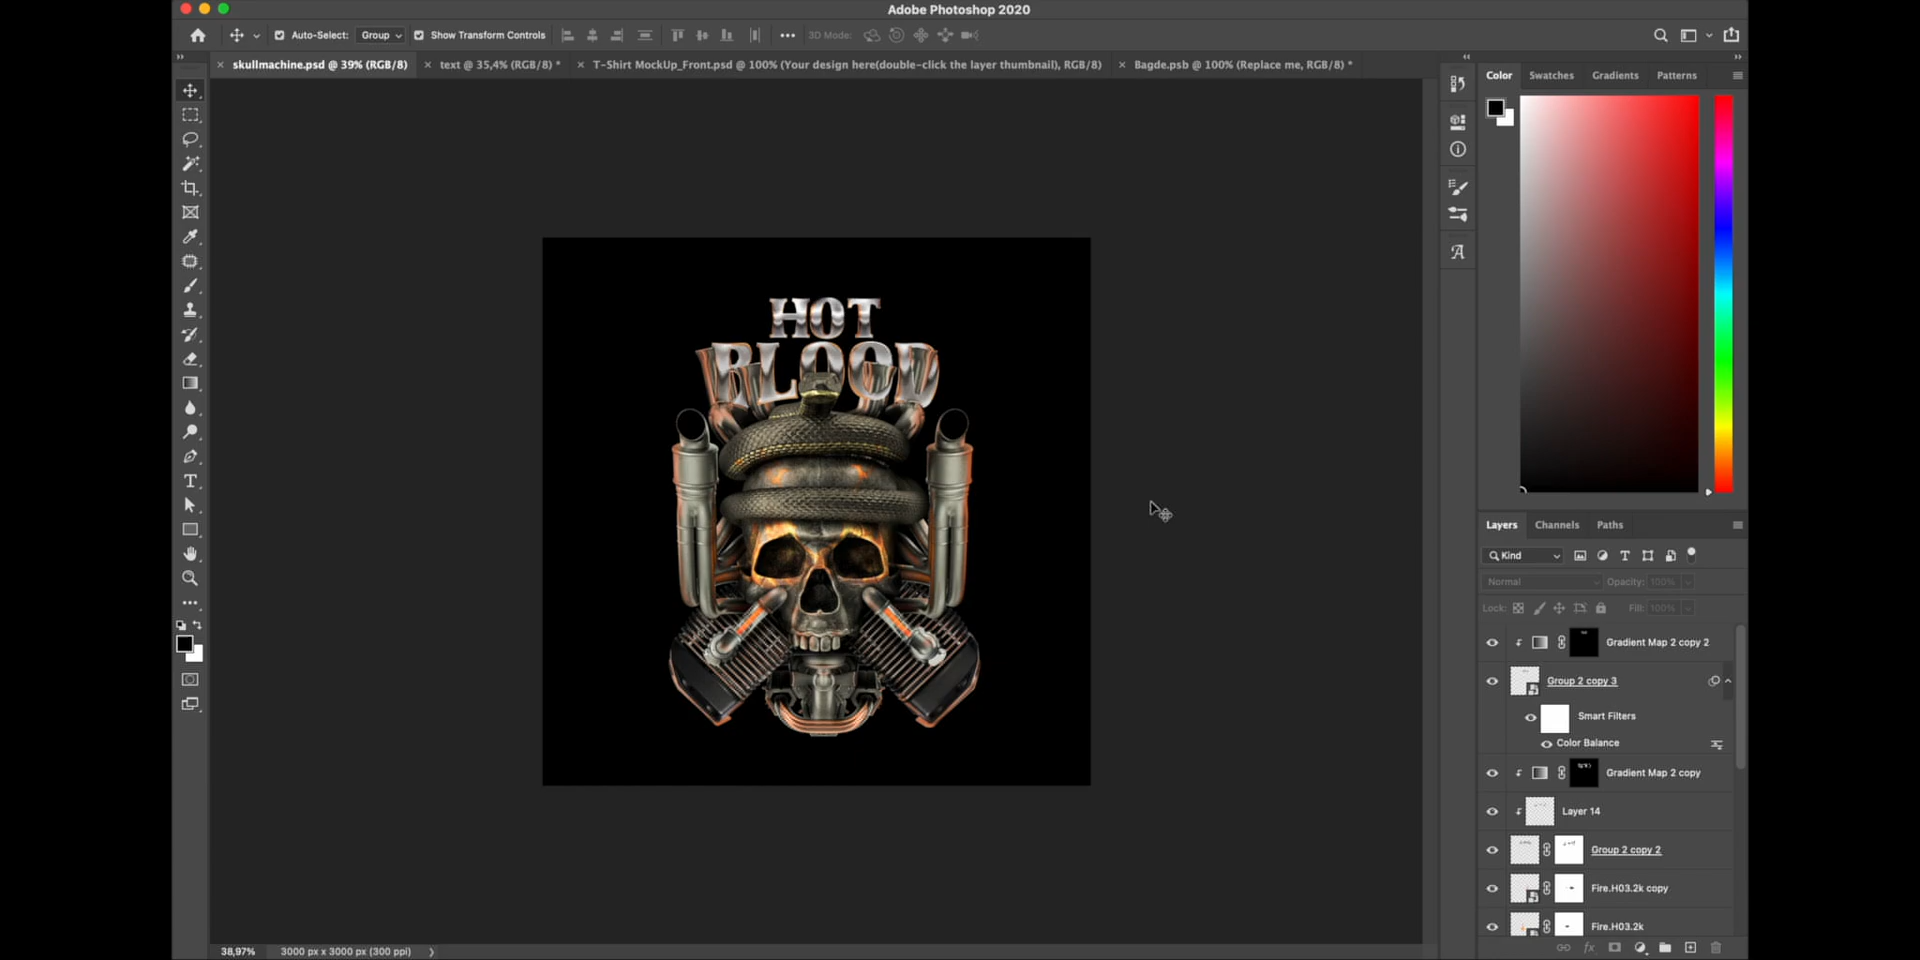 Adobe Photoshop 2020
Auto-Select: Group Show Transform Controls 3D Mode:
skullmachine.psd @ 39% (RGB/8) text @ 35,4% (RGB/8) * T-Shirt MockUp_Front.psd @ 100% (Your design here(double-click the layer thumbnail), RGB/8) Bagde.psb @ 100% (Replace me, RGB/8) *
Color Swatches Gradients Patterns
HOT
BLOOD
Layers Channels Paths
Kind
Normal Opacity: 100%
Lock: Fill: 100%
Gradient Map 2 copy 2
Group 2 copy 3
Smart Filters
Color Balance
Gradient Map 2 copy
Layer 14
Group 2 copy 2
Fire.H03.2k copy
Fire.H03.2k
38,97% 3000 px x 3000 px (300 ppi)